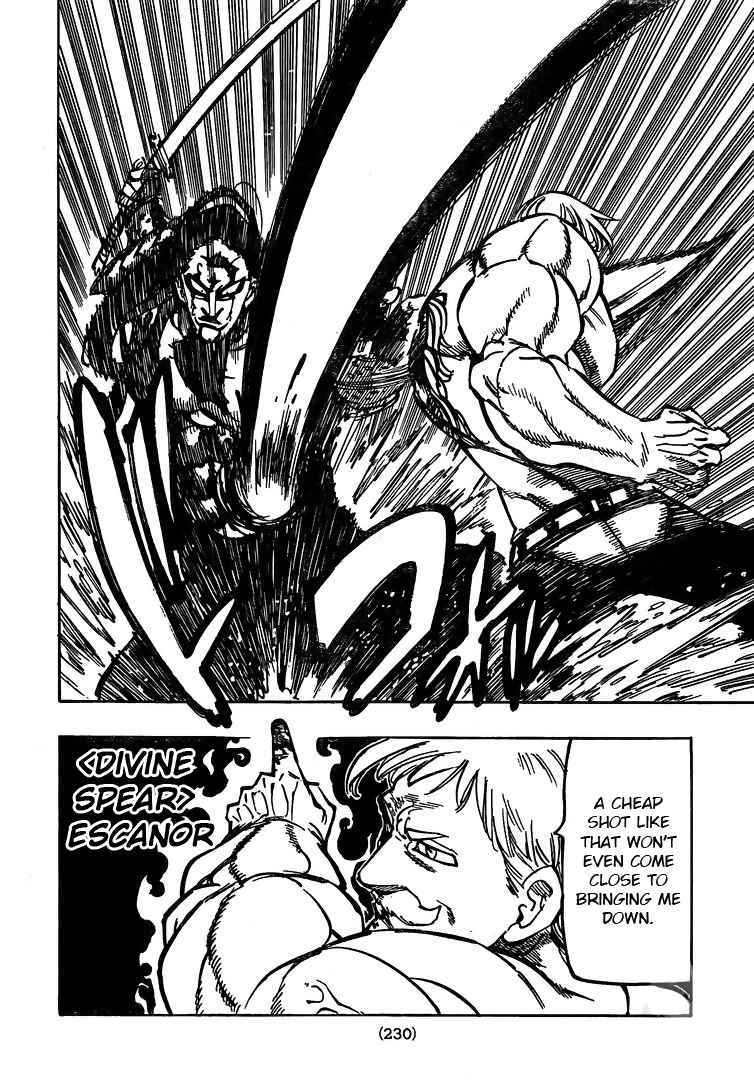 A CHEAP
SHOT LIKE
THAT WON'T
EVEN COME
CLOSE TO
BRINGING ME
DOWN.
<DIVINE
SPEAR>
ESCANOR
(230)